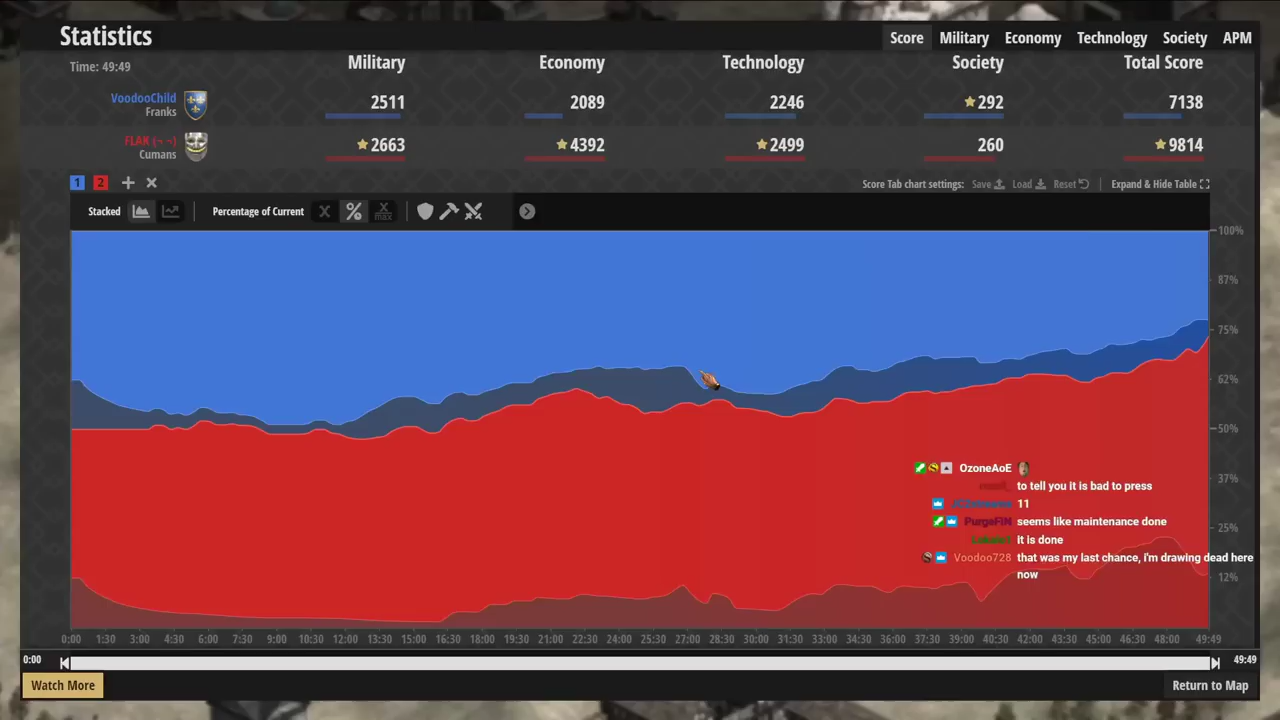 Statistics
Score Military Economy Technology Society APM
Time: 49:49
Military Economy Technology Society Total Score
VoodooChild
Franks
2511 2089 2246 292 7138
FLAK (¬ ¬)
Cumans
2663 4392 2499 260 9814
1 2
Score Tab chart settings: Save Load Reset Expand & Hide Table
Stacked Percentage of Current X % X max
100%
87%
75%
62%
50%
37%
25%
12%
OzoneAoE
to tell you it is bad to press
11
PurgeFIN seems like maintenance done
it is done
Voodoo728 that was my last chance, i'm drawing dead here
now
0:00 1:30 3:00 4:30 6:00 7:30 9:00 10:30 12:00 13:30 15:00 16:30 18:00 19:30 21:00 22:30 24:00 25:30 27:00 28:30 30:00 31:30 33:00 34:30 36:00 37:30 39:00 40:30 42:00 43:30 45:00 46:30 48:00 49:49
0:00 49:49
Watch More Return to Map